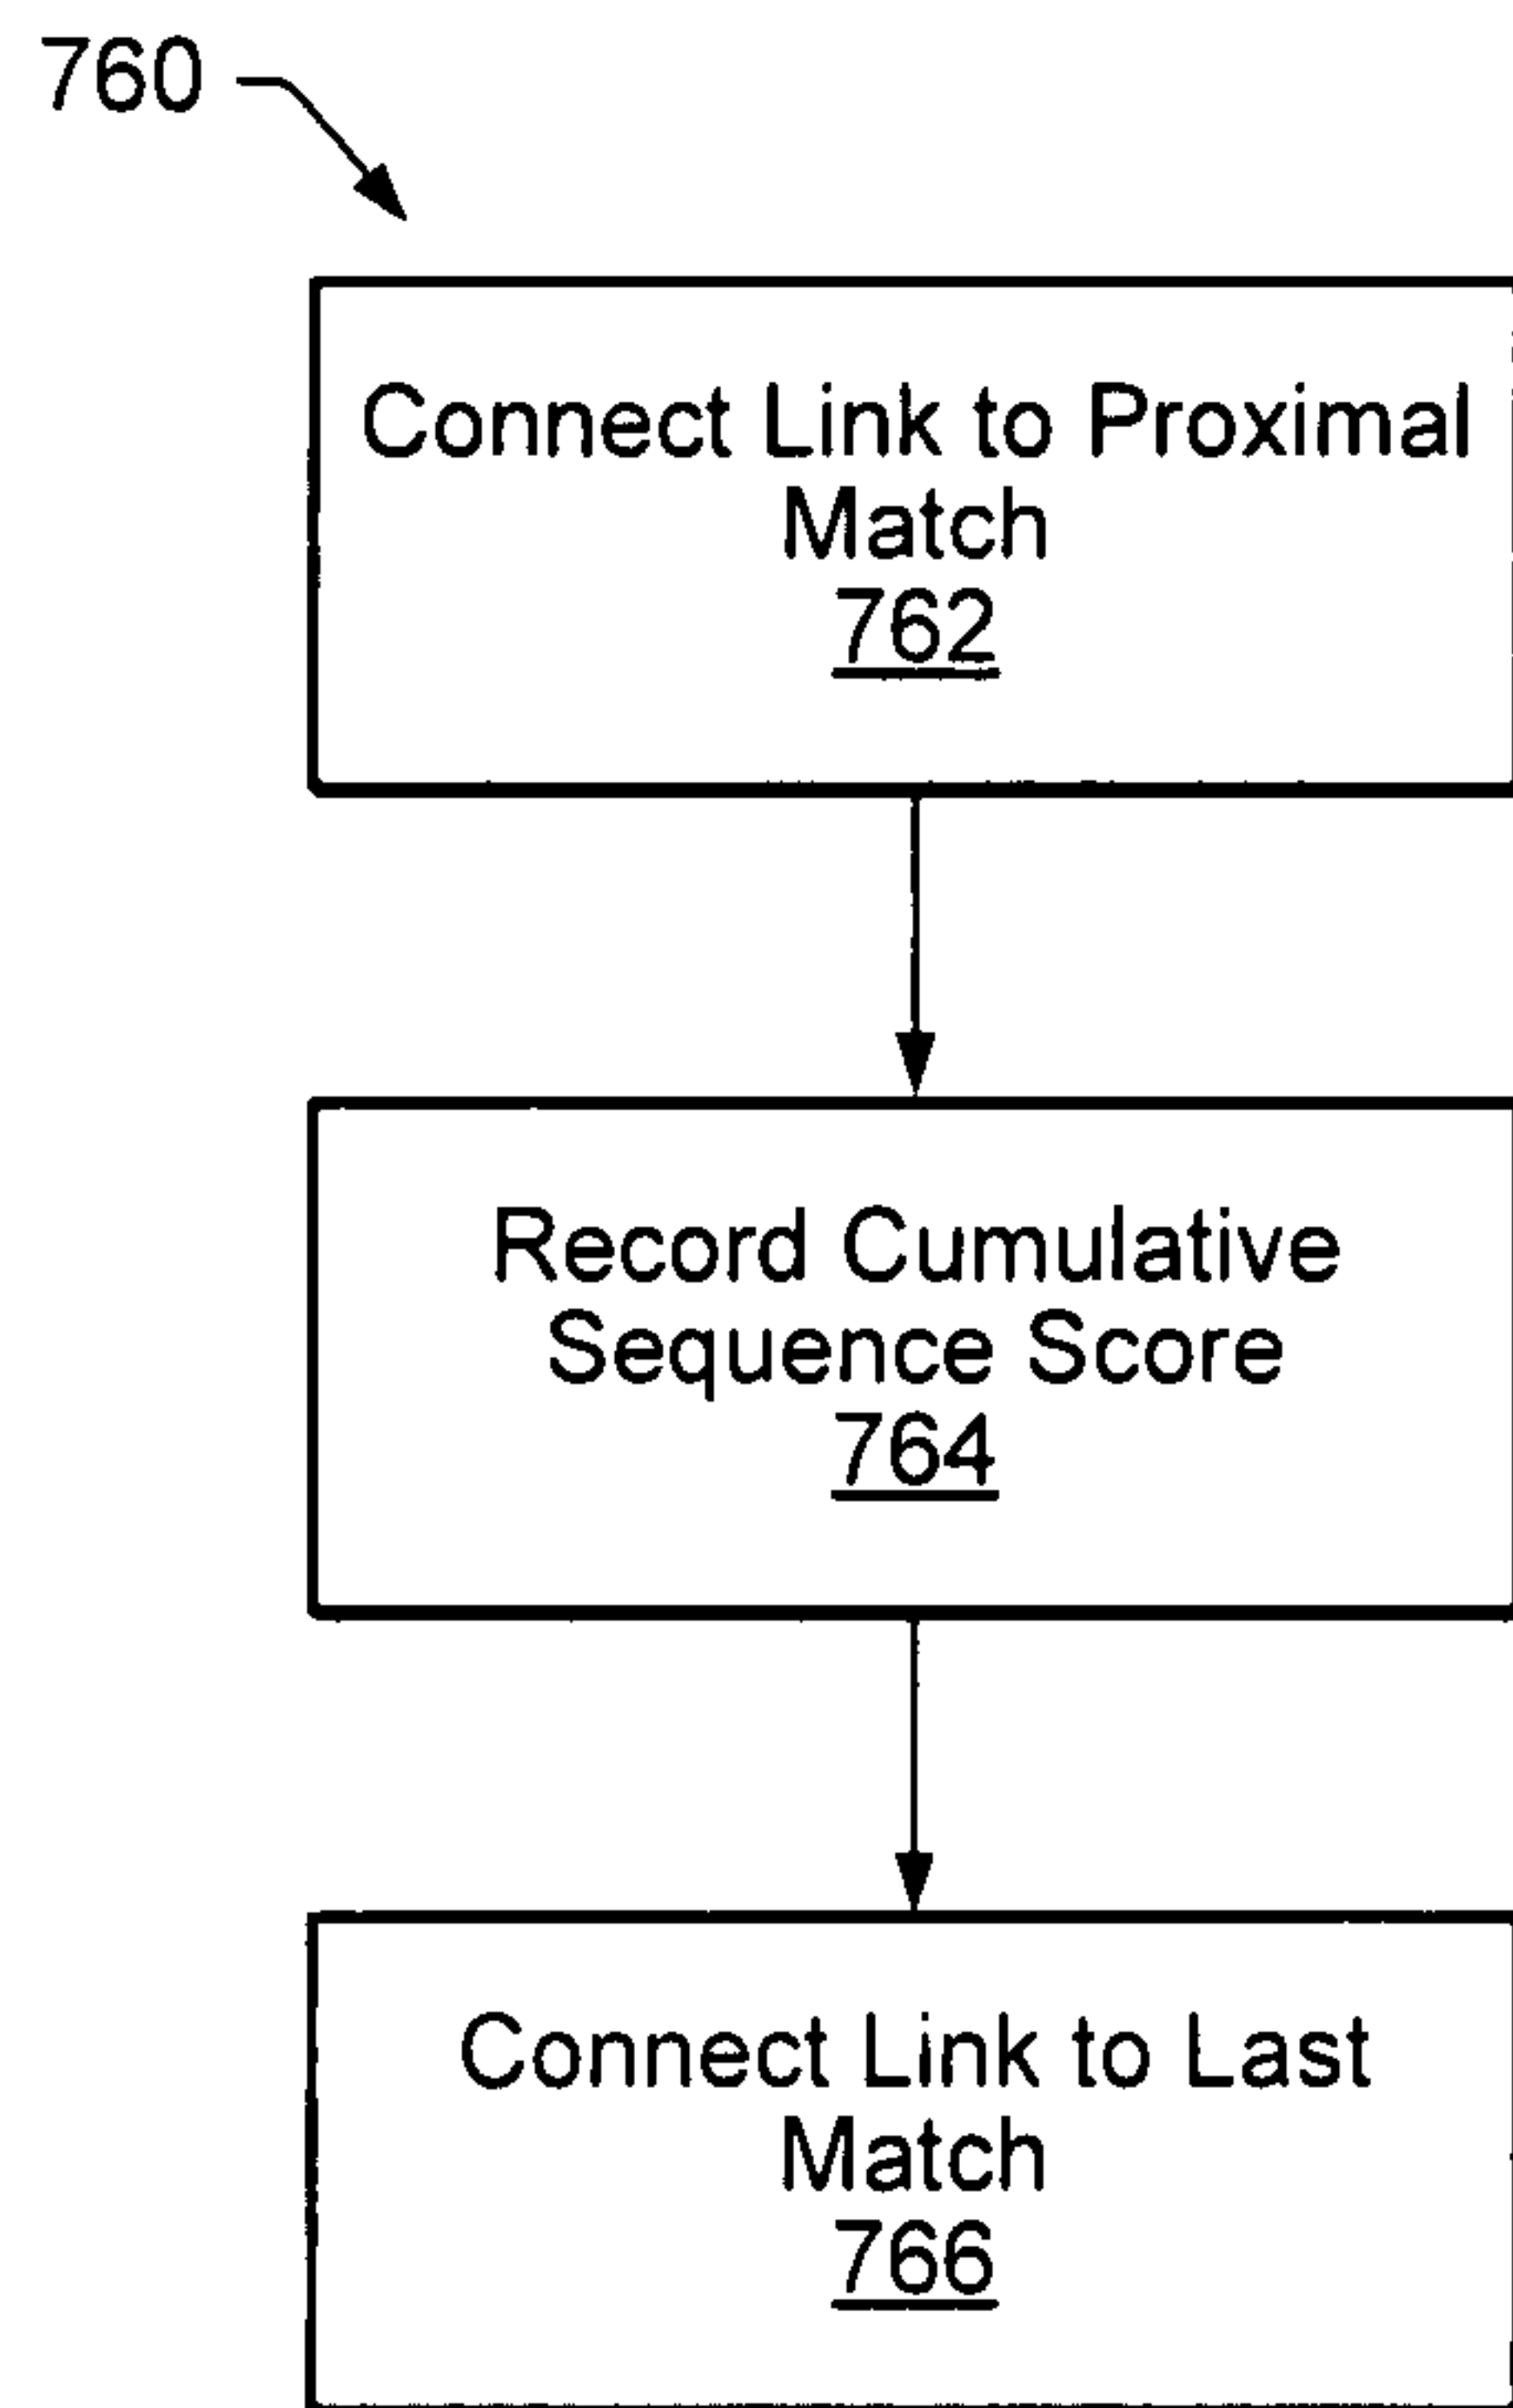 760
Connect Link to Proximal
Match
762
Record Cumulative
Sequence Score
764
Connect Link to Last
Match
766